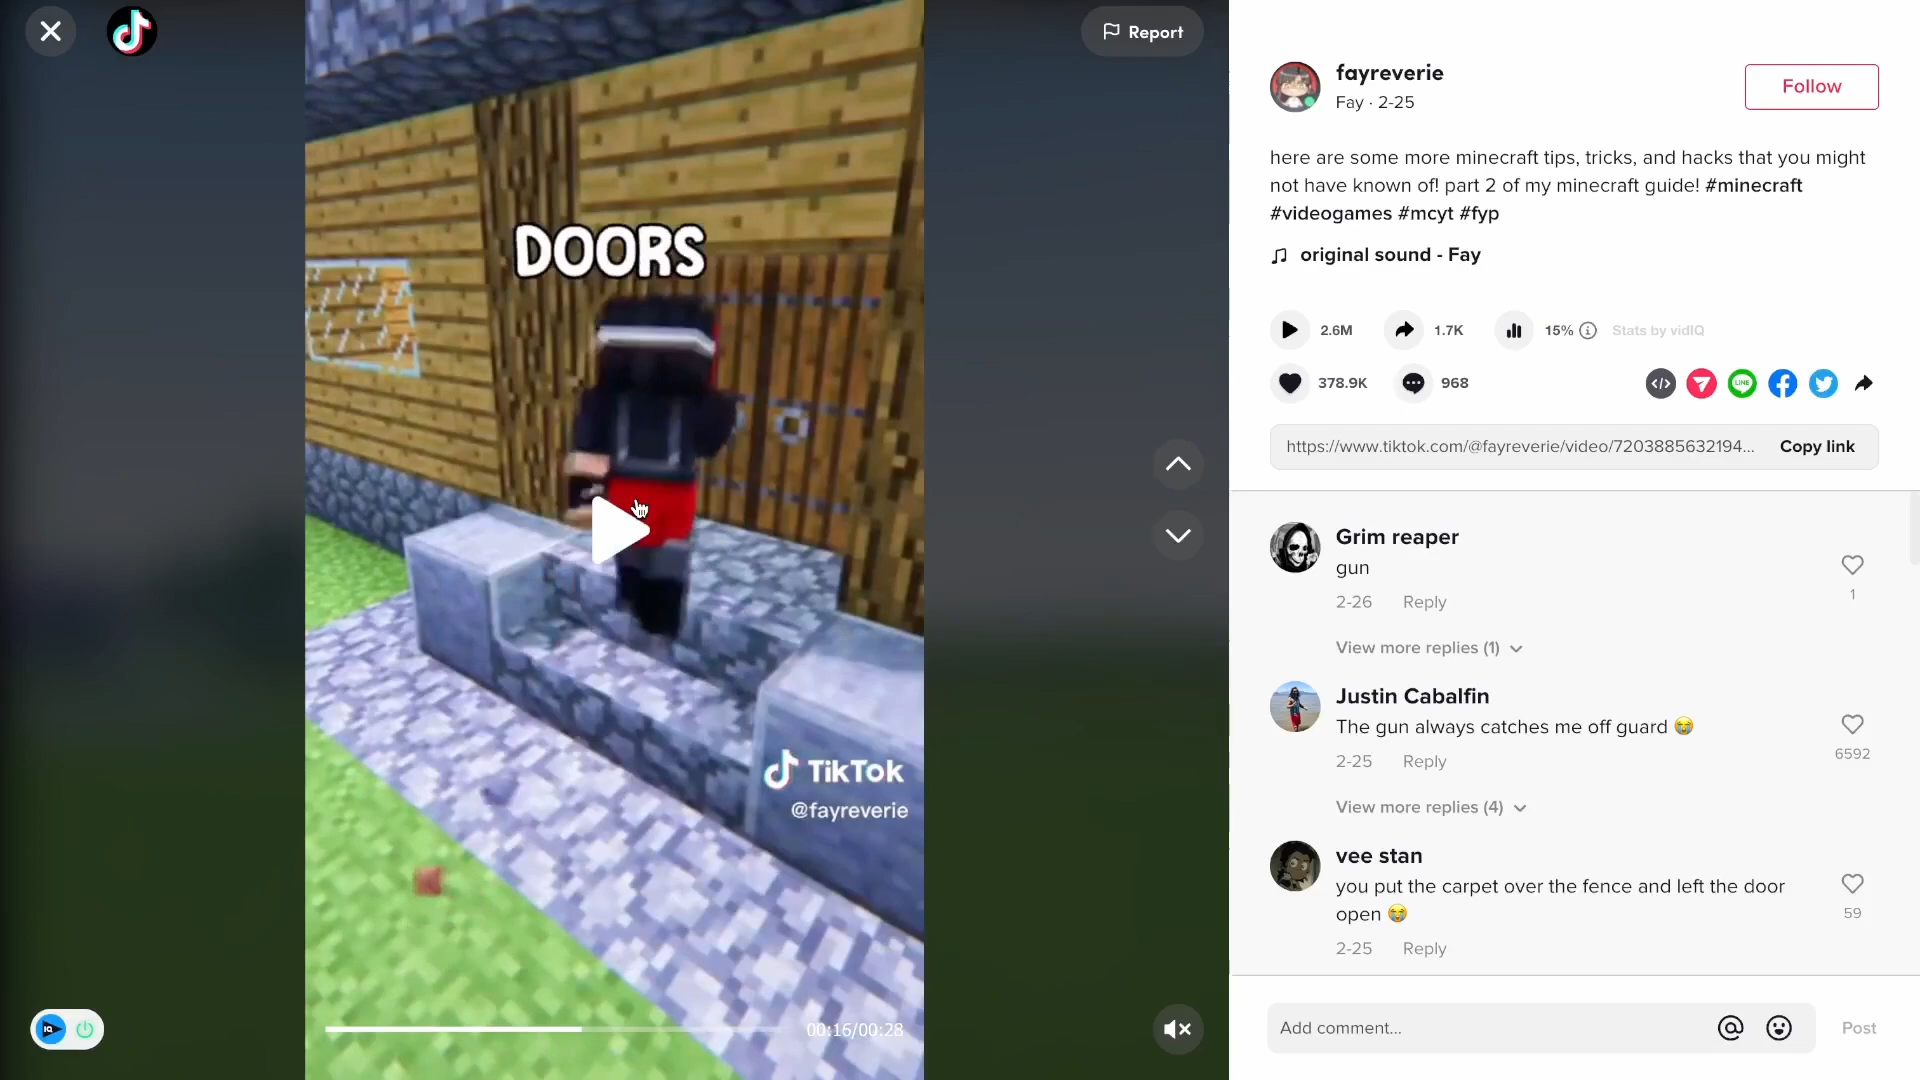 Report
DOORS
TikTok
@fayreverie
00:16/00:28
IQ
fayreverie
Fay · 2-25
Follow
here are some more minecraft tips, tricks, and hacks that you might
not have known of! part 2 of my minecraft guide! #minecraft
#videogames #mcyt #fyp
original sound - Fay
2.6M
1.7K
15%
Stats by vidIQ
378.9K
968
LINE
https://www.tiktok.com/@fayreverie/video/7203885632194...
Copy link
Grim reaper
gun
2-26 Reply
1
View more replies (1)
Justin Cabalfin
The gun always catches me off guard 😭
6592
2-25 Reply
View more replies (4)
vee stan
you put the carpet over the fence and left the door
open 😭
59
2-25 Reply
Add comment...
Post